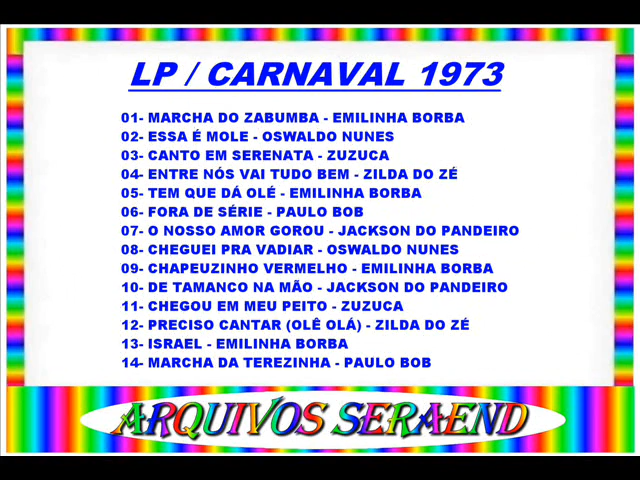 LP / CARNAVAL 1973
01- MARCHA DO ZABUMBA - EMILINHA BORBA
02- ESSA É MOLE - OSWALDO NUNES
03- CANTO EM SERENATA - ZUZUCA
04- ENTRE NÓS VAI TUDO BEM - ZILDA DO ZÉ
05- TEM QUE DÁ OLÉ - EMILINHA BORBA
06- FORA DE SÉRIE - PAULO BOB
07- O NOSSO AMOR GOROU - JACKSON DO PANDEIRO
08- CHEGUEI PRA VADIAR - OSWALDO NUNES
09- CHAPEUZINHO VERMELHO - EMILINHA BORBA
10- DE TAMANCO NA MÃO - JACKSON DO PANDEIRO
11- CHEGOU EM MEU PEITO - ZUZUCA
12- PRECISO CANTAR (OLÊ OLÁ) - ZILDA DO ZÉ
13- ISRAEL - EMILINHA BORBA
14- MARCHA DA TEREZINHA - PAULO BOB
ARQUIVOS SERAEND